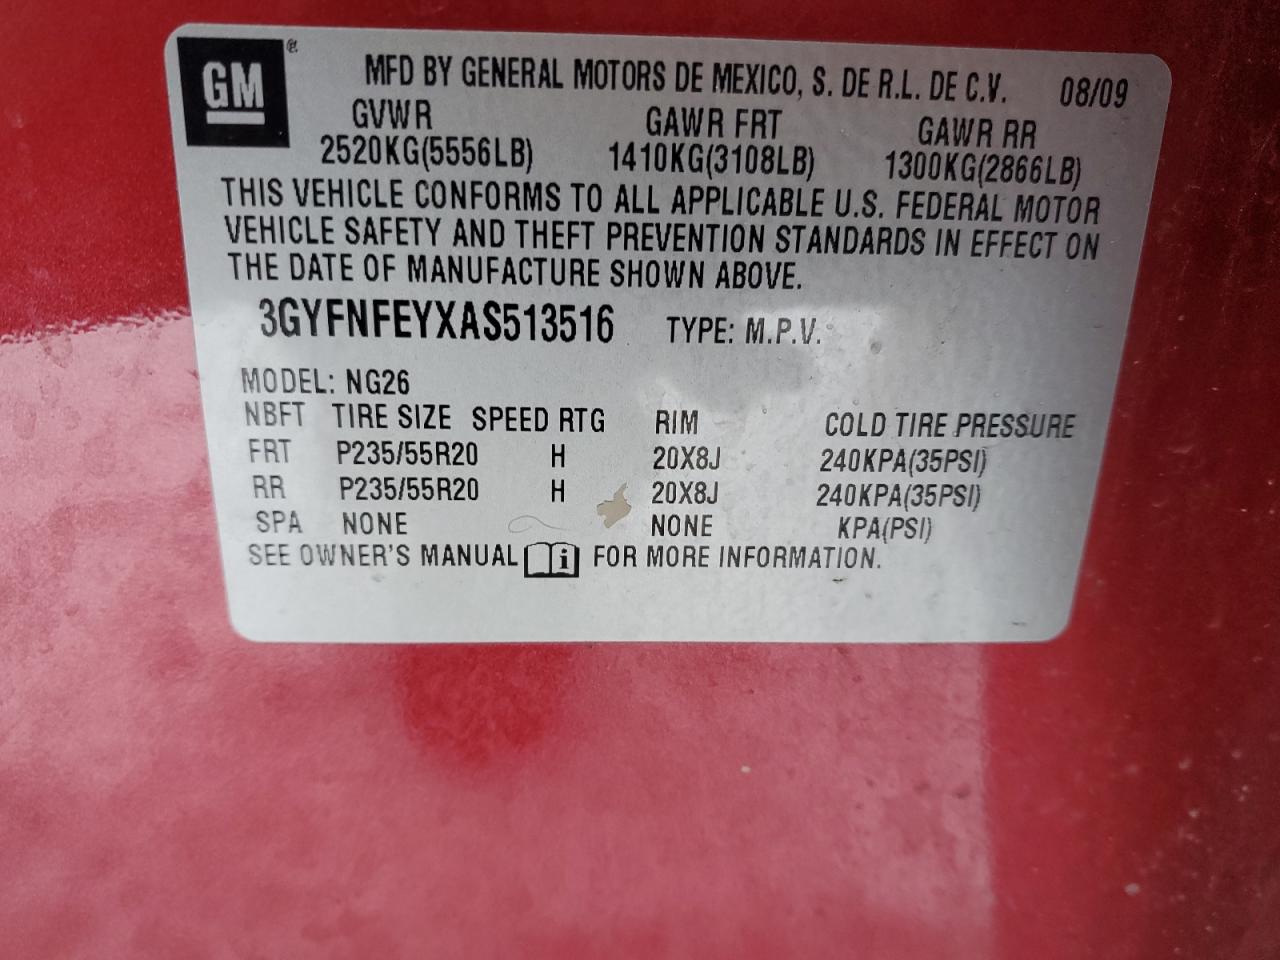 GM ®
MFD BY GENERAL MOTORS DE MEXICO, S. DE R.L. DE C.V. 08/09
GVWR GAWR FRT GAWR RR
2520KG(5556LB) 1410KG(3108LB) 1300KG(2866LB)
THIS VEHICLE CONFORMS TO ALL APPLICABLE U.S. FEDERAL MOTOR
VEHICLE SAFETY AND THEFT PREVENTION STANDARDS IN EFFECT ON
THE DATE OF MANUFACTURE SHOWN ABOVE.
3GYFNFEYXAS513516 TYPE: M.P.V.
MODEL: NG26
NBFT TIRE SIZE SPEED RTG RIM COLD TIRE PRESSURE
FRT P235/55R20 H 20X8J 240KPA(35PSI)
RR P235/55R20 H 20X8J 240KPA(35PSI)
SPA NONE NONE KPA(PSI)
SEE OWNER'S MANUAL i FOR MORE INFORMATION.